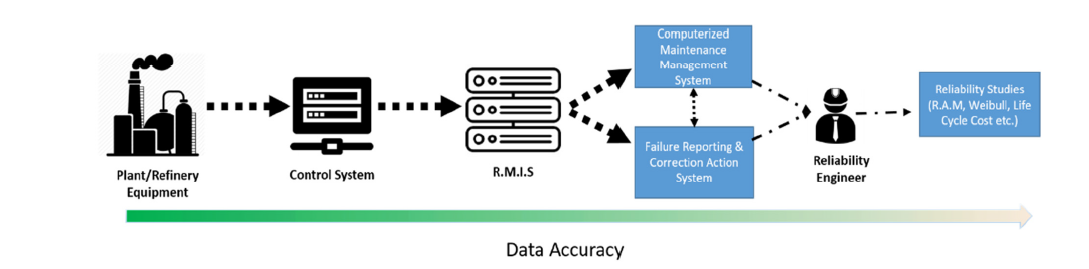 Computerized
Maintenance
Management
System
Reliability Studies
(R.A.M, Weibull, Life
Cycle Cost etc.)
Failure Reporting &
Correction Action
System
Plant/Refinery
Equipment
Control System
R.M.I.S
Reliability
Engineer
Data Accuracy